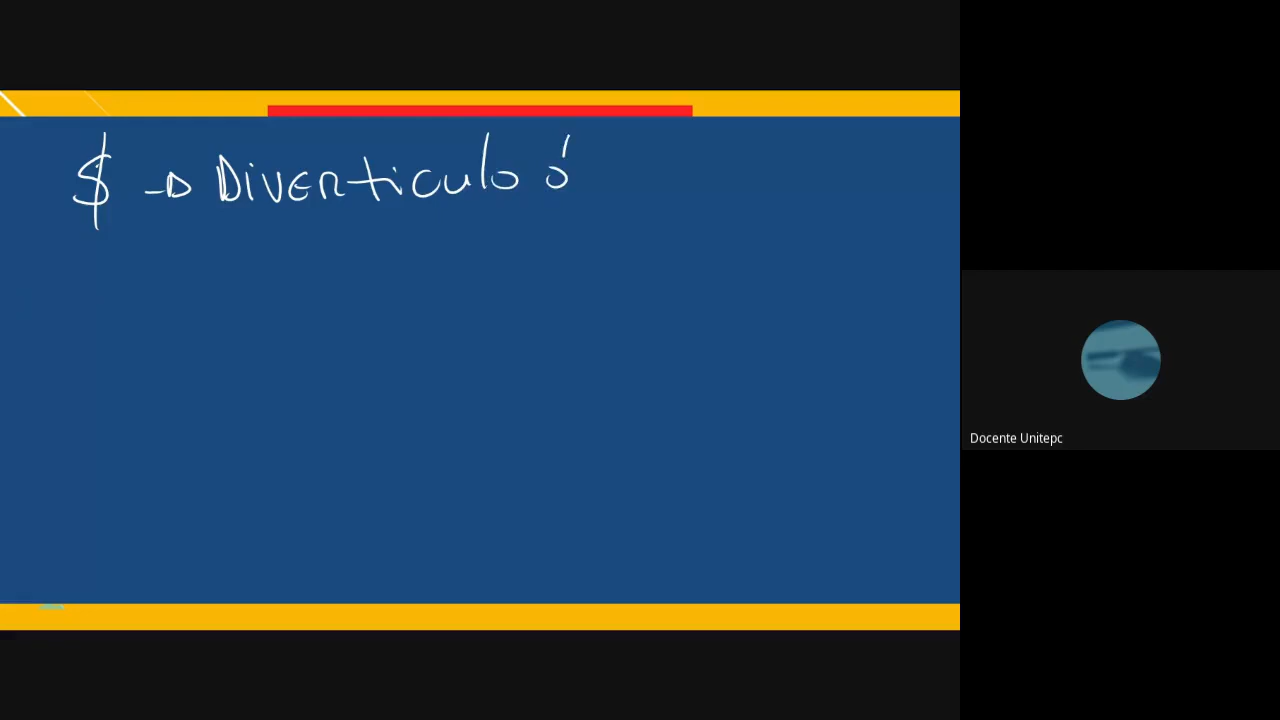 $ → Diverticulo ó
Docente Unitepc